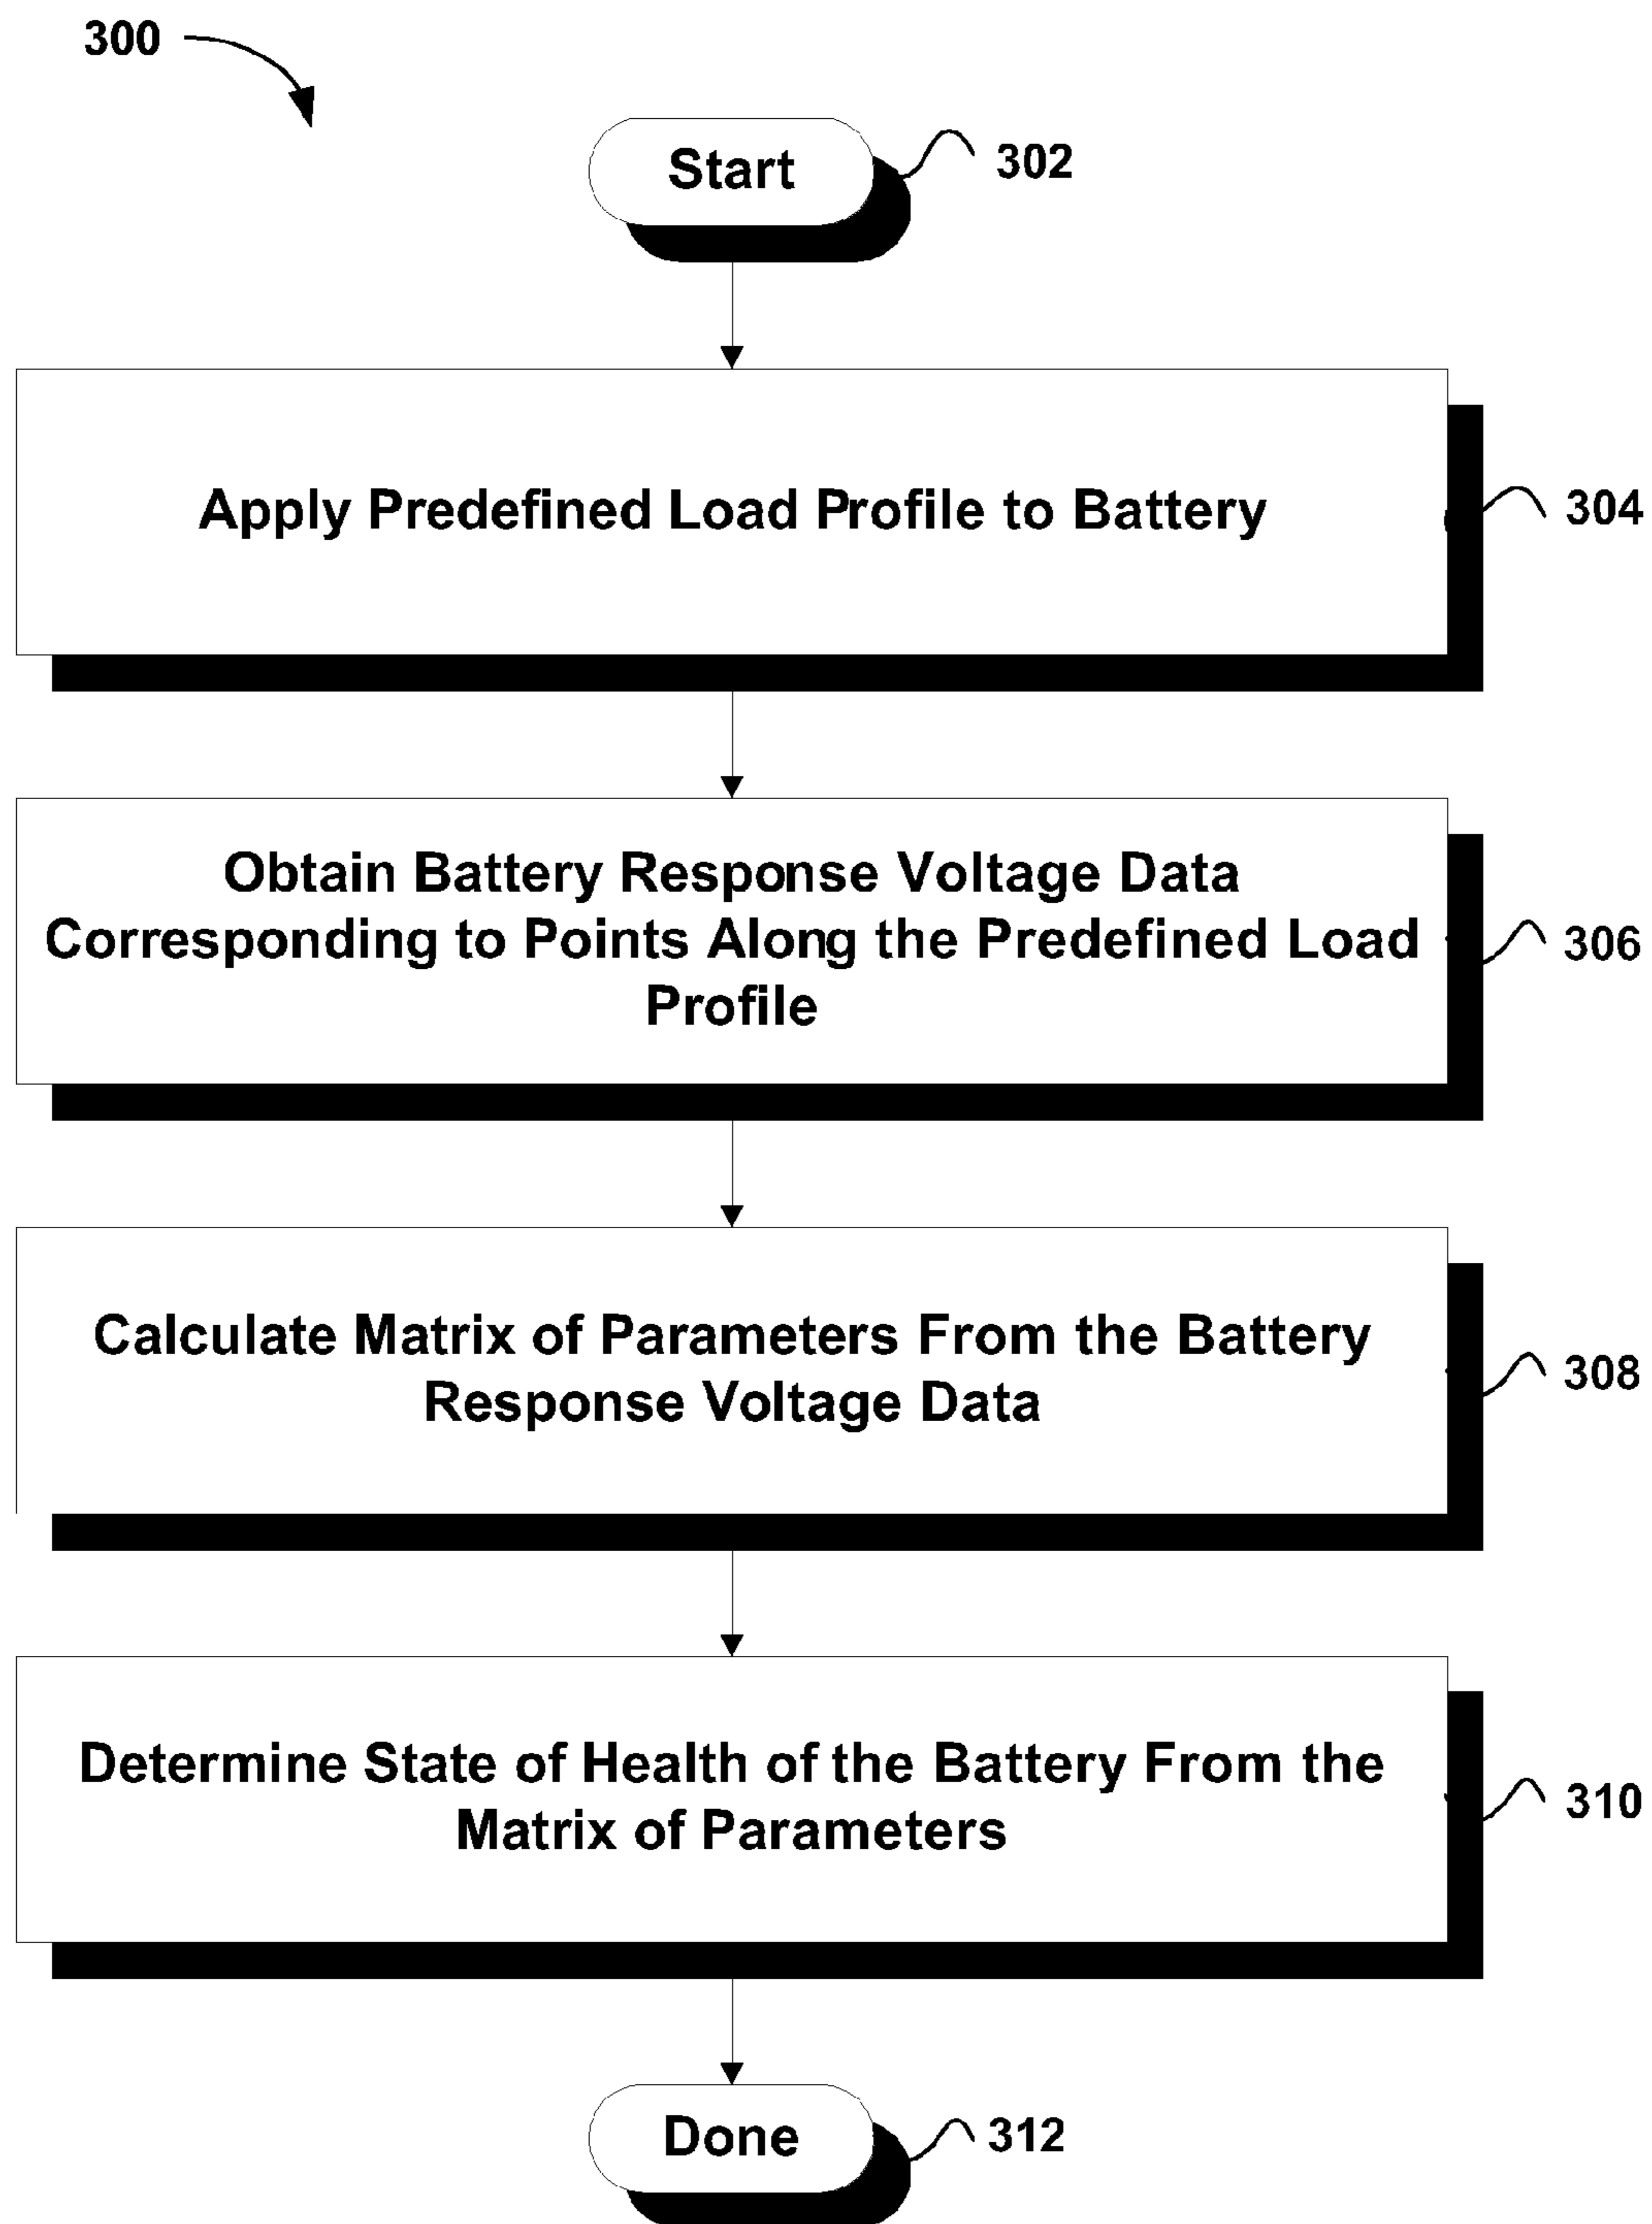 300
Start
302
Apply Predefined Load Profile to Battery
304
Obtain Battery Response Voltage Data
Corresponding to Points Along the Predefined Load
Profile
306
Calculate Matrix of Parameters From the Battery
Response Voltage Data
308
Determine State of Health of the Battery From the
Matrix of Parameters
310
Done
312